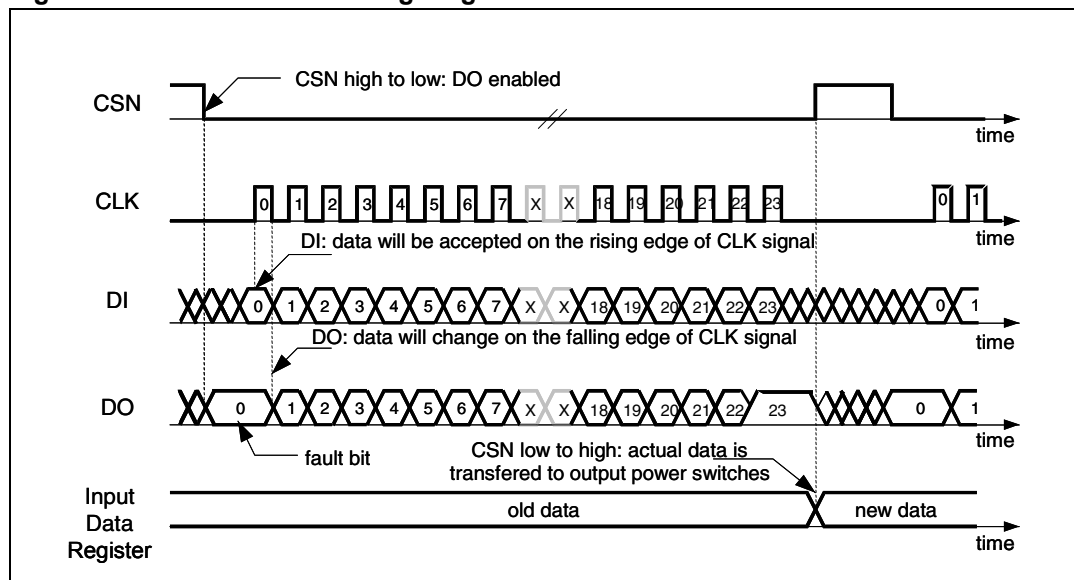 CSN high to low: DO enabled
CSN
time
CLK
0 1 2 3 4 5 6 7 X X 18 19 20 21 22 23 0 1
time
DI: data will be accepted on the rising edge of CLK signal
DI
0 1 2 3 4 5 6 7 X X 18 19 20 21 22 23 0 1
time
DO: data will change on the falling edge of CLK signal
DO
0 1 2 3 4 5 6 7 X X 18 19 20 21 22 23 0 1
time
fault bit
CSN low to high: actual data is
transfered to output power switches
Input
Data
Register
old data
new data
time